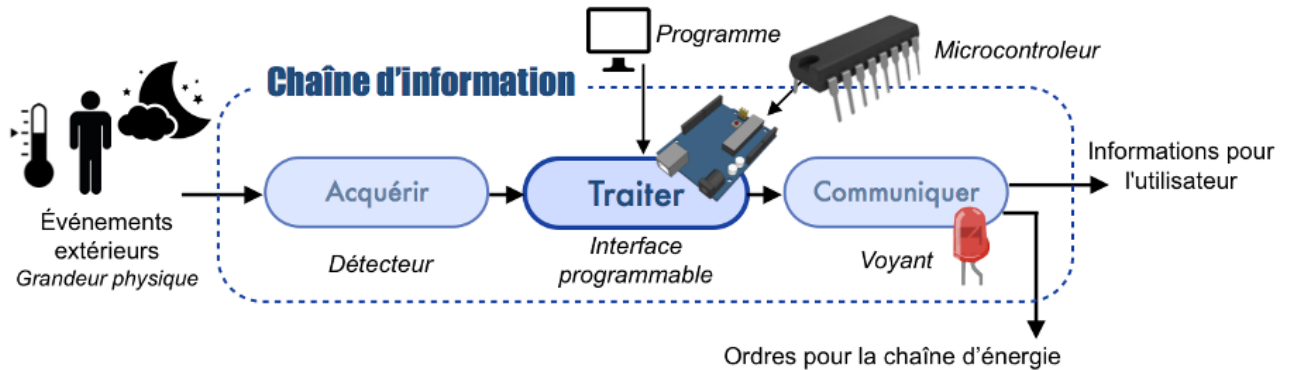 Programme
Microcontroleur
Chaîne d'information
Acquérir
Traiter
Communiquer
Informations pour
l'utilisateur
Événements
extérieurs
Grandeur physique
Détecteur
Interface
programmable
Voyant
Ordres pour la chaîne d'énergie